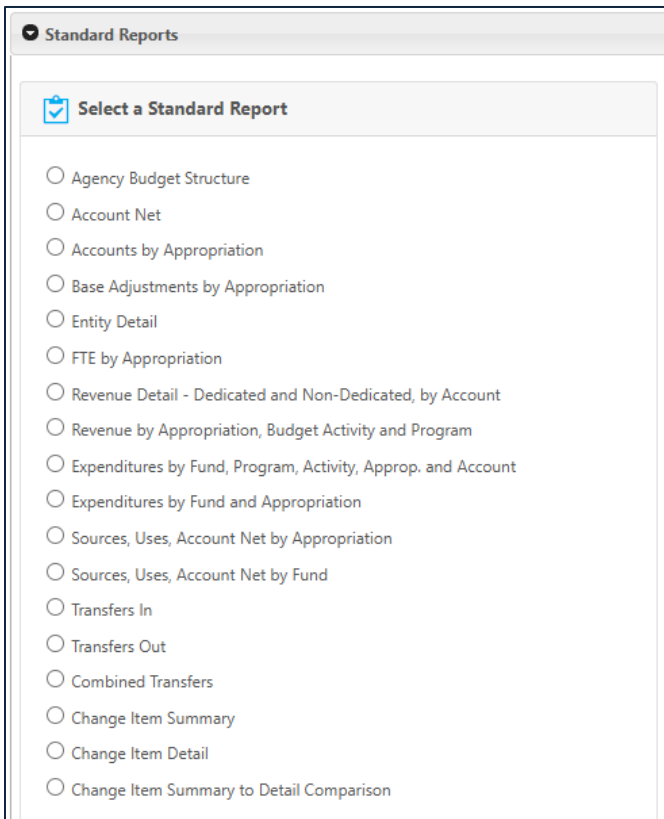 Standard Reports
Select a Standard Report
Agency Budget Structure
Account Net
Accounts by Appropriation
Base Adjustments by Appropriation
Entity Detail
FTE by Appropriation
Revenue Detail - Dedicated and Non-Dedicated, by Account
Revenue by Appropriation, Budget Activity and Program
Expenditures by Fund, Program, Activity, Approp. and Account
Expenditures by Fund and Appropriation
Sources, Uses, Account Net by Appropriation
Sources, Uses, Account Net by Fund
Transfers In
Transfers Out
Combined Transfers
Change Item Summary
Change Item Detail
Change Item Summary to Detail Comparison